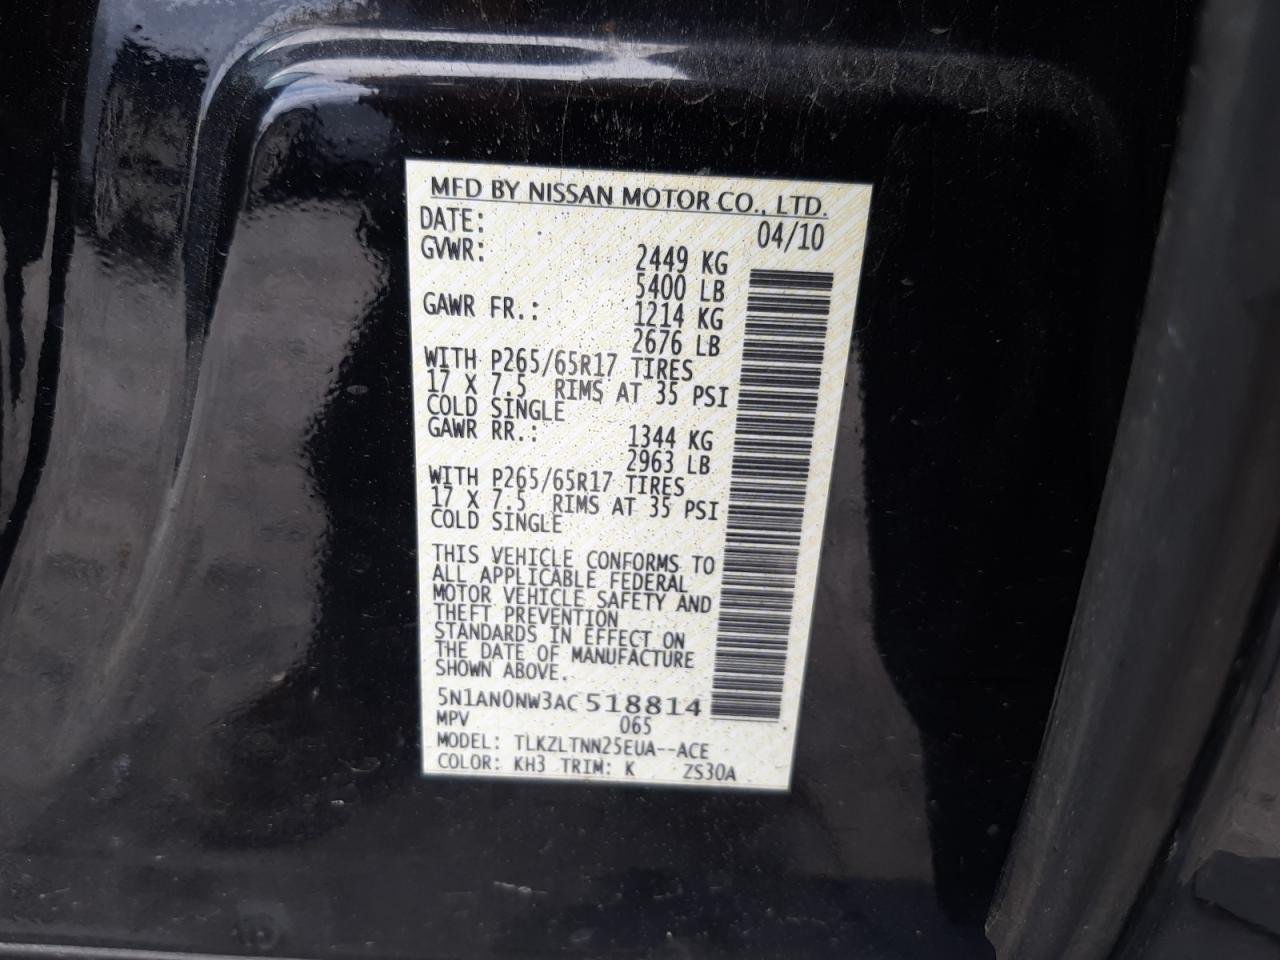 MFD BY NISSAN MOTOR CO., LTD.
DATE: 04/10
GVWR: 2449 KG
5400 LB
GAWR FR.: 1214 KG
2676 LB
WITH P265/65R17 TIRES
17 X 7.5 RIMS AT 35 PSI
COLD SINGLE
GAWR RR.: 1344 KG
2963 LB
WITH P265/65R17 TIRES
17 X 7.5 RIMS AT 35 PSI
COLD SINGLE
THIS VEHICLE CONFORMS TO
ALL APPLICABLE FEDERAL
MOTOR VEHICLE SAFETY AND
THEFT PREVENTION
STANDARDS IN EFFECT ON
THE DATE OF MANUFACTURE
SHOWN ABOVE.
5N1AN0NW3AC518814
MPV 065
MODEL: TLKZLTNN25EUA--ACE
COLOR: KH3 TRIM: K ZS30A